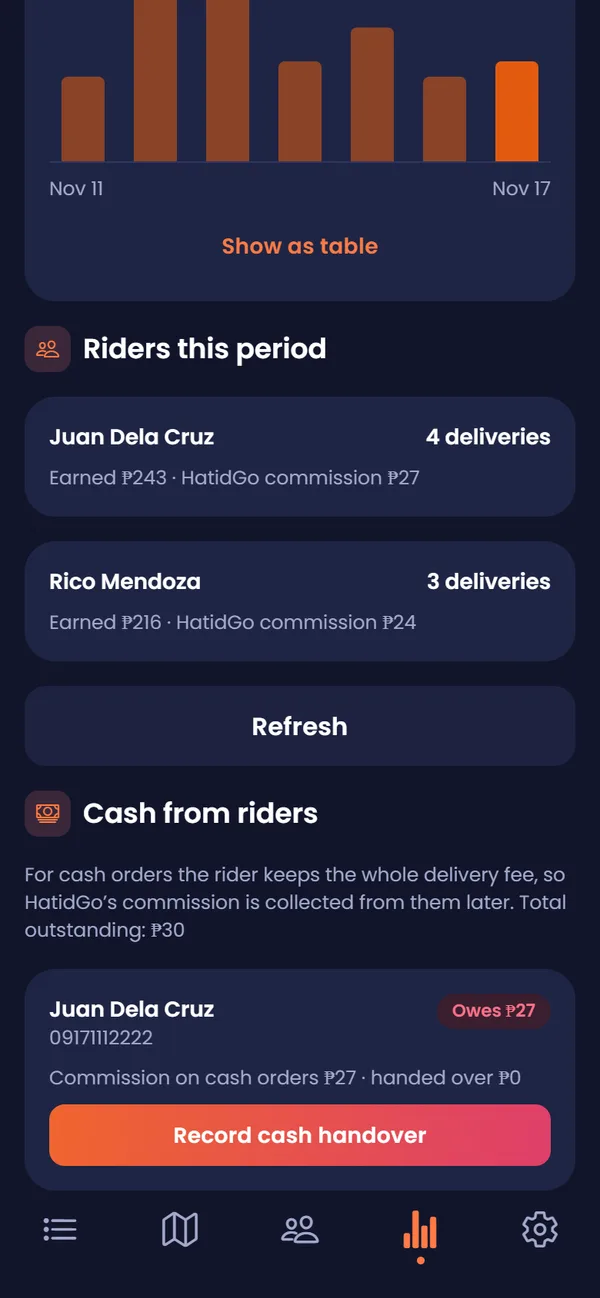 Nov 11
Nov 17
Show as table
Riders this period
Juan Dela Cruz
4 deliveries
Earned ₱243 · HatidGo commission ₱27
Rico Mendoza
3 deliveries
Earned ₱216 · HatidGo commission ₱24
Refresh
Cash from riders
For cash orders the rider keeps the whole delivery fee, so
HatidGo’s commission is collected from them later. Total
outstanding: ₱30
Juan Dela Cruz
Owes ₱27
09171112222
Commission on cash orders ₱27 · handed over ₱0
Record cash handover